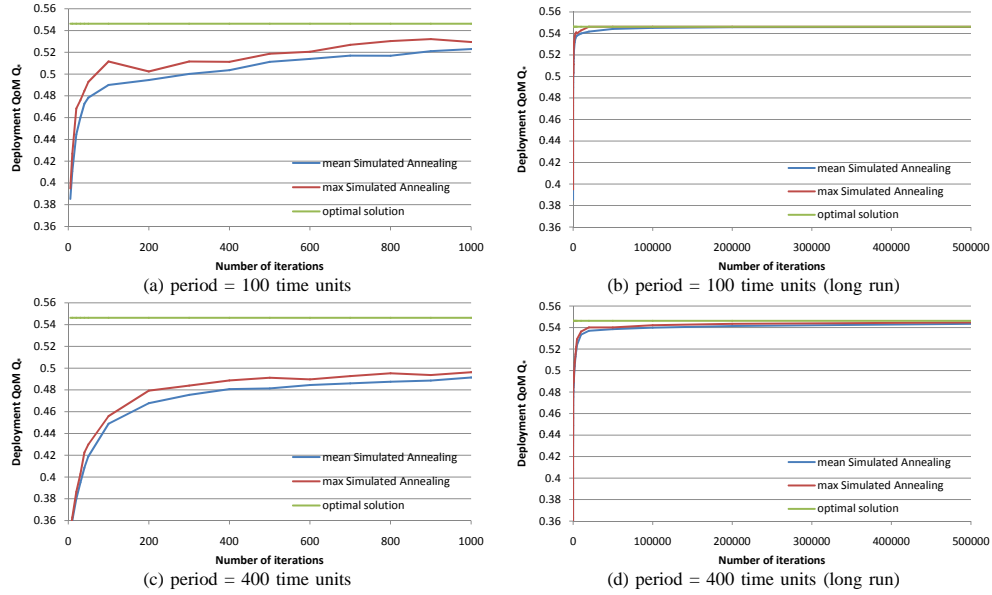 0.56
0.54
0.52
0.5
0.48
0.46
0.44
0.42
0.4
0.38
0.36
Deployment QoM Q*
mean Simulated Annealing
max Simulated Annealing
optimal solution
0 200 400 600 800 1000
Number of iterations
(a) period = 100 time units
0.56
0.54
0.52
0.5
0.48
0.46
0.44
0.42
0.4
0.38
0.36
Deployment QoM Q*
mean Simulated Annealing
max Simulated Annealing
optimal solution
0 100000 200000 300000 400000 500000
Number of iterations
(b) period = 100 time units (long run)
0.56
0.54
0.52
0.5
0.48
0.46
0.44
0.42
0.4
0.38
0.36
Deployment QoM Q*
mean Simulated Annealing
max Simulated Annealing
optimal solution
0 200 400 600 800 1000
Number of iterations
(c) period = 400 time units
0.56
0.54
0.52
0.5
0.48
0.46
0.44
0.42
0.4
0.38
0.36
Deployment QoM Q*
mean Simulated Annealing
max Simulated Annealing
optimal solution
0 100000 200000 300000 400000 500000
Number of iterations
(d) period = 400 time units (long run)